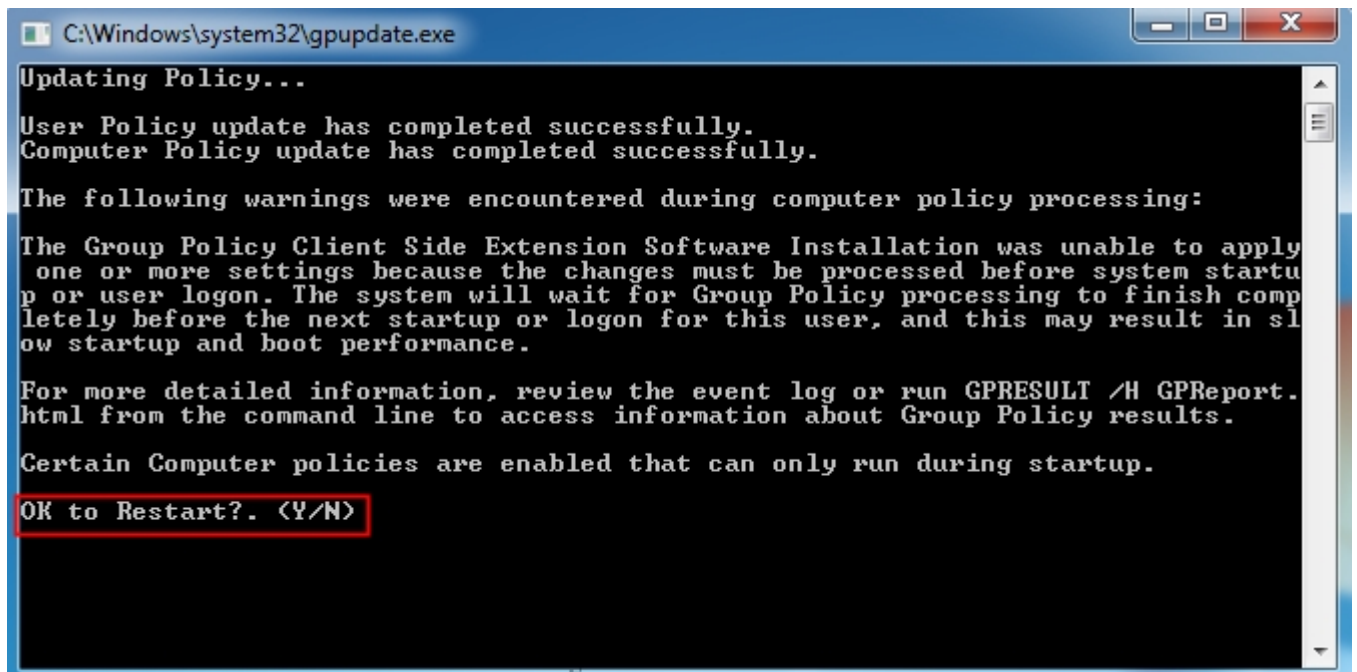 C:\Windows\system32\gpupdate.exe
Updating Policy...
User Policy update has completed successfully.
Computer Policy update has completed successfully.
The following warnings were encountered during computer policy processing:
The Group Policy Client Side Extension Software Installation was unable to apply
 one or more settings because the changes must be processed before system startu
p or user logon. The system will wait for Group Policy processing to finish comp
letely before the next startup or logon for this user, and this may result in sl
ow startup and boot performance.
For more detailed information, review the event log or run GPRESULT /H GPReport.
html from the command line to access information about Group Policy results.
Certain Computer policies are enabled that can only run during startup.
OK to Restart?. (Y/N)